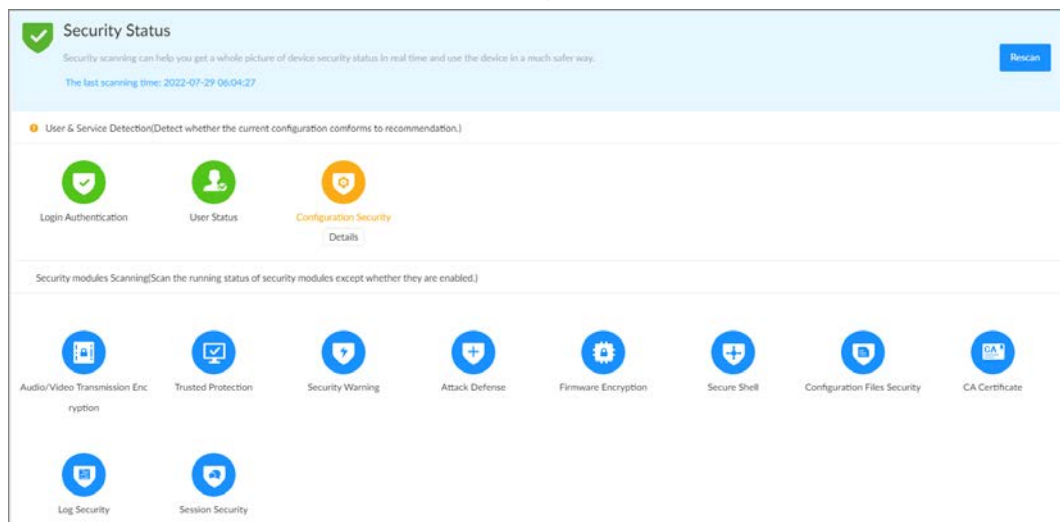 Security Status
Security scanning can help you get a whole picture of device security status in real time and use the device in a much safer way.
Rescan
The last scanning time: 2022-07-29 06:04:27
User & Service Detection(Detect whether the current configuration comforms to recommendation.)
Login Authentication User Status Configuration Security
Details
Security modules Scanning(Scan the running status of security modules except whether they are enabled.)
CA
Audio/Video Transmission Enc Trusted Protection Security Warning Attack Defense Firmware Encryption Secure Shell Configuration Files Security CA Certificate
ryption
Log Security Session Security